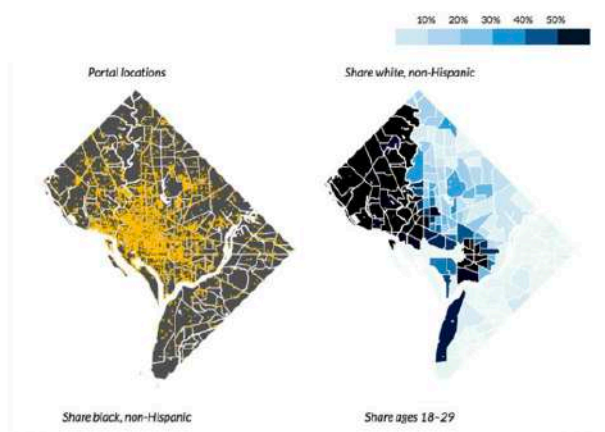 10% 20% 30% 40% 50%
Portal locations
Share white, non-Hispanic
Share black, non-Hispanic
Share ages 18–29